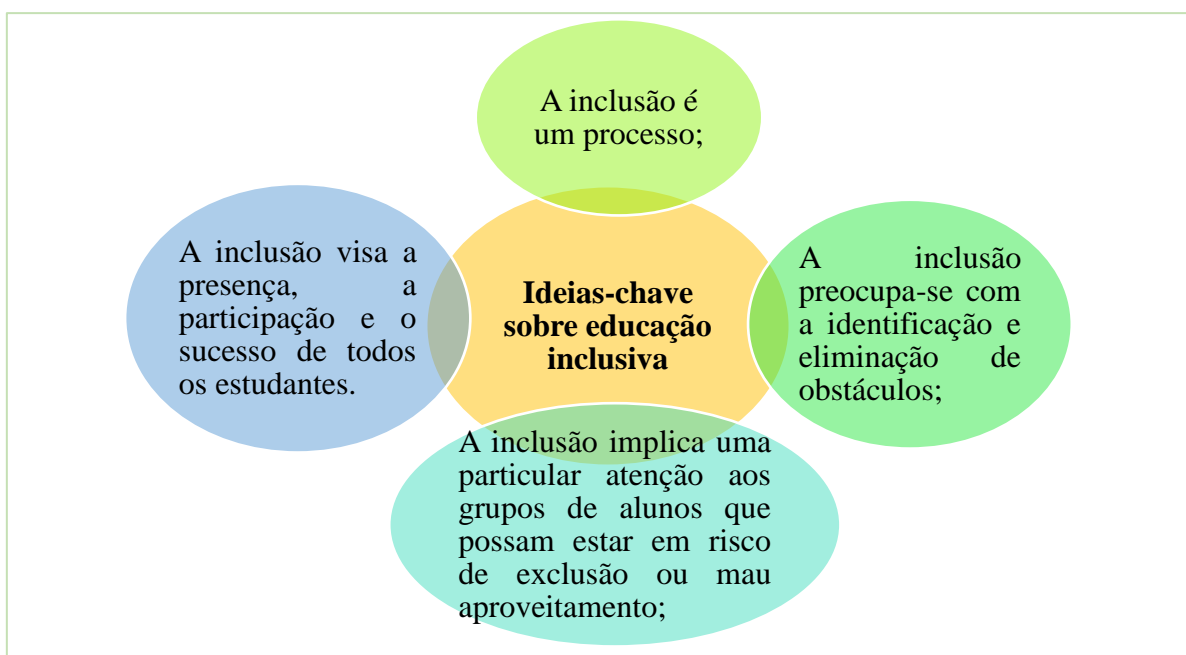 A inclusão é
um processo;
A inclusão visa a
presença, a
participação e o
sucesso de todos
os estudantes.
Ideias-chave
sobre educação
inclusiva
A inclusão
preocupa-se com
a identificação e
eliminação de
obstáculos;
A inclusão implica uma
particular atenção aos
grupos de alunos que
possam estar em risco
de exclusão ou mau
aproveitamento;